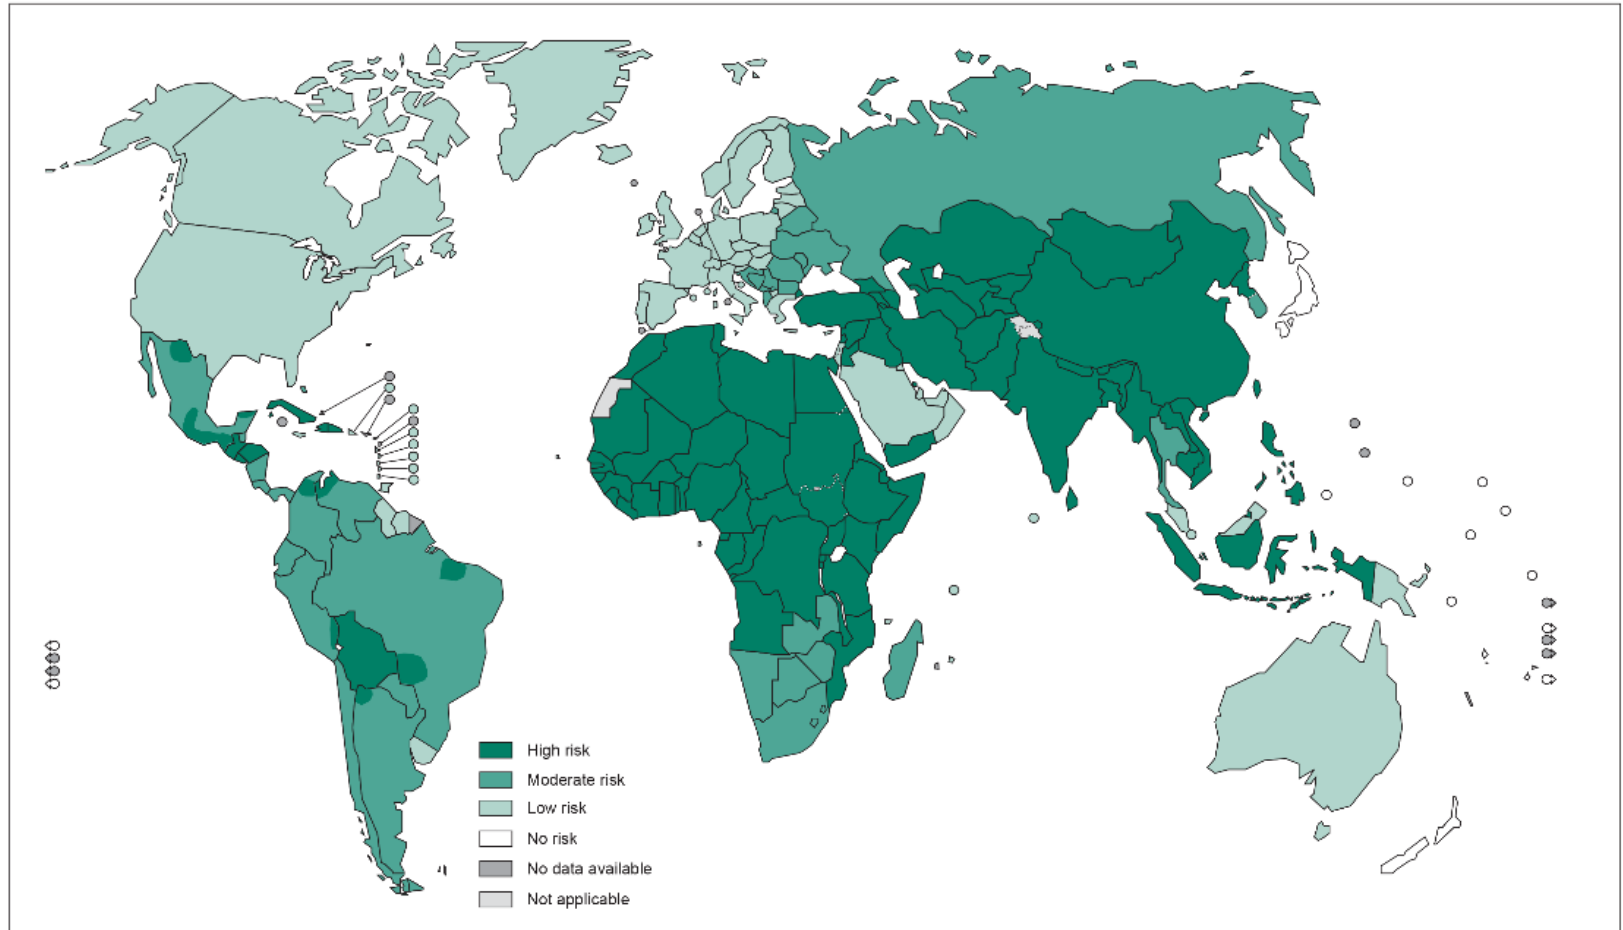 High risk
Moderate risk
Low risk
No risk
No data available
Not applicable